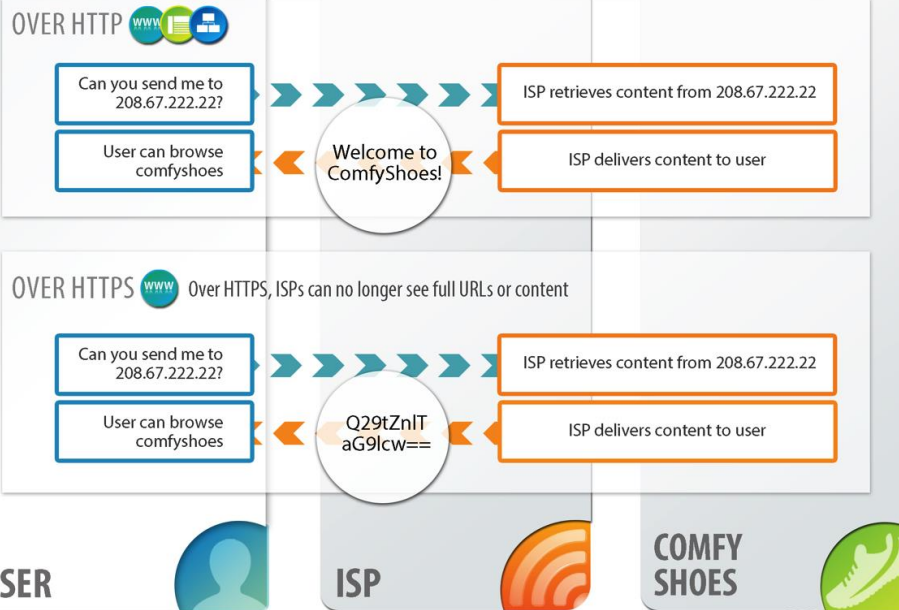 OVER HTTP
www
Can you send me to
208.67.222.22?
ISP retrieves content from 208.67.222.22
User can browse
comfyshoes
Welcome to
ComfyShoes!
ISP delivers content to user
OVER HTTPS
www
Over HTTPS, ISPs can no longer see full URLs or content
Can you send me to
208.67.222.22?
ISP retrieves content from 208.67.222.22
User can browse
comfyshoes
Q29tZnlT
aG9lcw==
ISP delivers content to user
SER
ISP
COMFY
SHOES